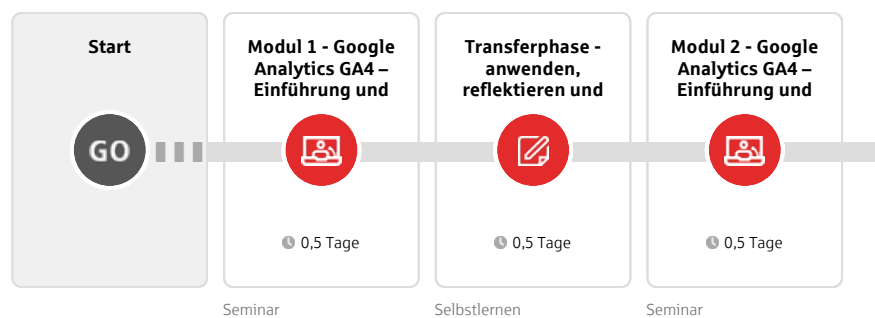 Start
GO
Modul 1 - Google
Analytics GA4 –
Einführung und
0,5 Tage
Seminar
Transferphase -
anwenden,
reflektieren und
0,5 Tage
Selbstlernen
Modul 2 - Google
Analytics GA4 –
Einführung und
0,5 Tage
Seminar